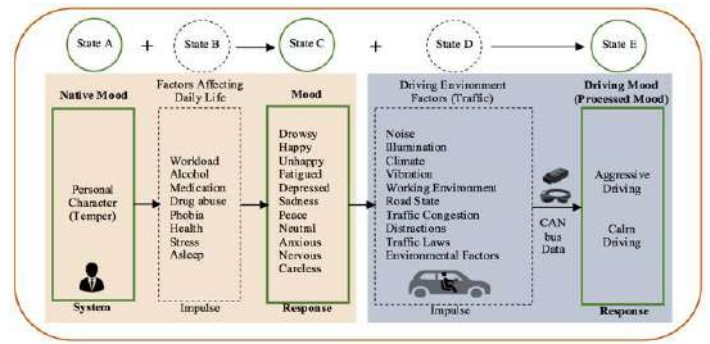 State A
+
State B
State C
+
State D
State E
Native Mood
Factors Affecting
Daily Life
Mood
Driving Environment
Factors (Traffic)
Driving Mood
(Processed Mood)
Personal
Character
(Temper)
System
Workload
Alcohol
Medication
Drug abuse
Phobia
Health
Stress
Asleep
Impulse
Drowsy
Happy
Unhappy
Fatigued
Depressed
Sadness
Peace
Neutral
Anxious
Nervous
Careless
Response
Noise
Illumination
Climate
Vibration
Working Environment
Road State
Traffic Congestion
Distractions
Traffic Laws
Environmental Factors
Impulse
CAN
bus
Data
Aggressive
Driving
Calm
Driving
Response